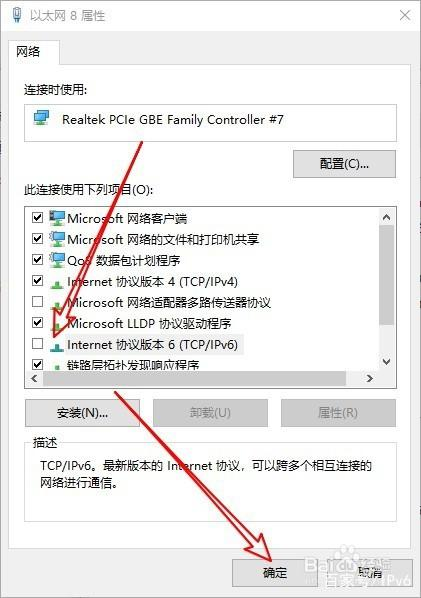 以太网 8 属性
网络
连接时使用:
Realtek PCIe GBE Family Controller #7
配置(C)...
此连接使用下列项目(O):
Microsoft 网络客户端
Microsoft 网络的文件和打印机共享
QoS 数据包计划程序
Internet 协议版本 4 (TCP/IPv4)
Microsoft 网络适配器多路传送器协议
Microsoft LLDP 协议驱动程序
Internet 协议版本 6 (TCP/IPv6)
链路层拓扑发现响应程序
安装(N)... 卸载(U) 属性(R)
描述
TCP/IPv6。最新版本的 Internet 协议，可以跨多个相互连接的
网络进行通信。
确定 取消
Baidu 经验
百家号/IPv6